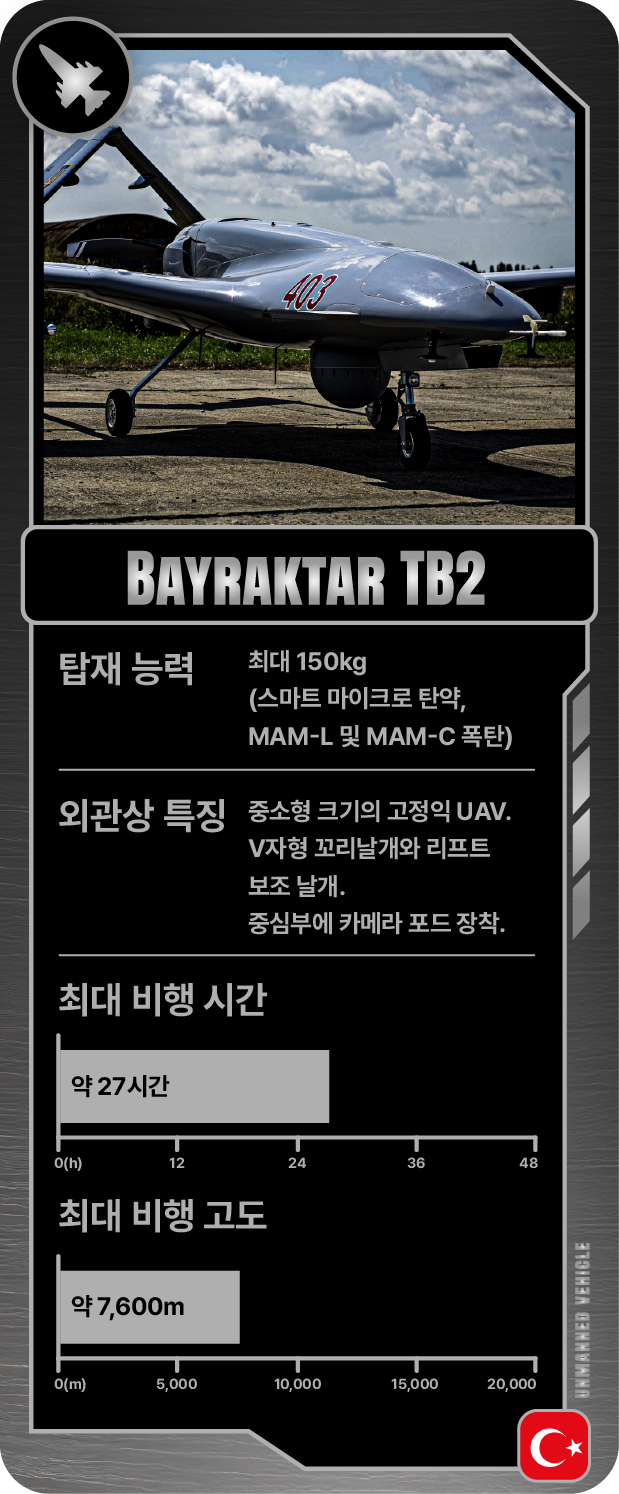 403
BAYRAKTAR TB2
탑재 능력
최대 150kg
(스마트 마이크로 탄약,
MAM-L 및 MAM-C 폭탄)
외관상 특징
중소형 크기의 고정익 UAV.
V자형 꼬리날개와 리프트
보조 날개.
중심부에 카메라 포드 장착.
최대 비행 시간
약 27시간
0(h) 12 24 36 48
최대 비행 고도
약 7,600m
0(m) 5,000 10,000 15,000 20,000
UNMANNED VEHICLE